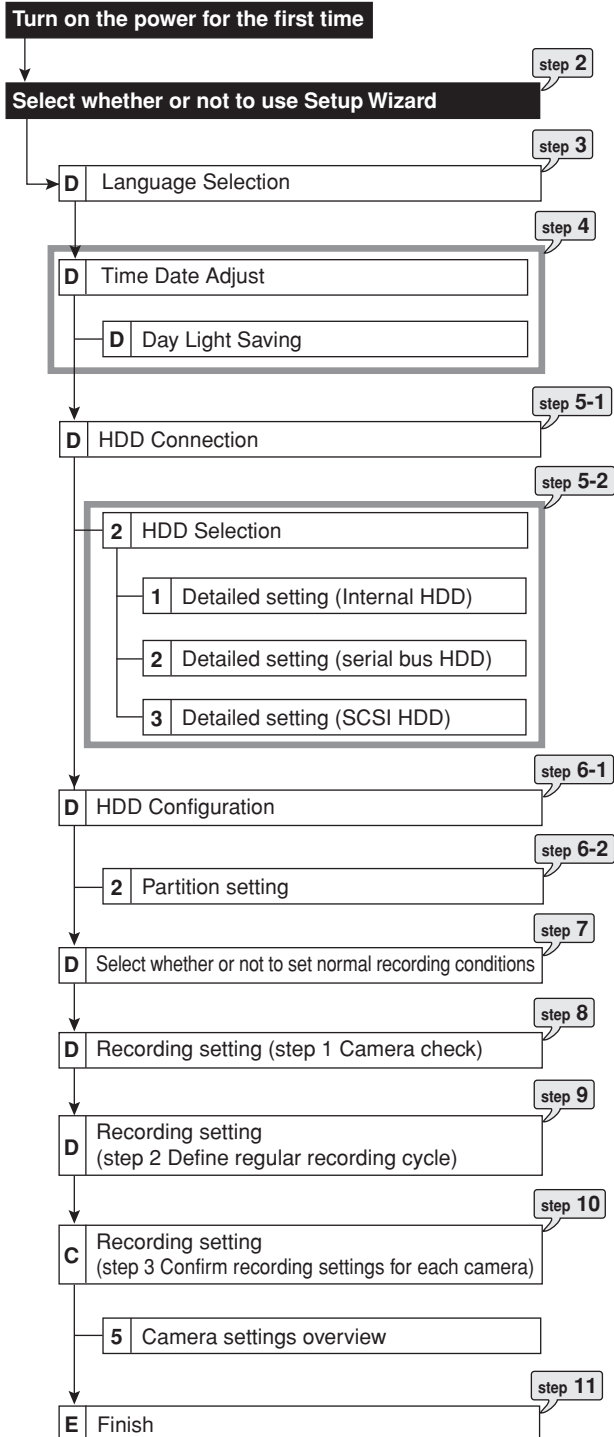 Turn on the power for the first time
step 2
Select whether or not to use Setup Wizard
step 3
D Language Selection
step 4
D Time Date Adjust
D Day Light Saving
step 5-1
D HDD Connection
step 5-2
2 HDD Selection
1 Detailed setting (Internal HDD)
2 Detailed setting (serial bus HDD)
3 Detailed setting (SCSI HDD)
step 6-1
D HDD Configuration
step 6-2
2 Partition setting
step 7
D Select whether or not to set normal recording conditions
step 8
D Recording setting (step 1 Camera check)
step 9
D Recording setting
(step 2 Define regular recording cycle)
step 10
C Recording setting
(step 3 Confirm recording settings for each camera)
5 Camera settings overview
step 11
E Finish